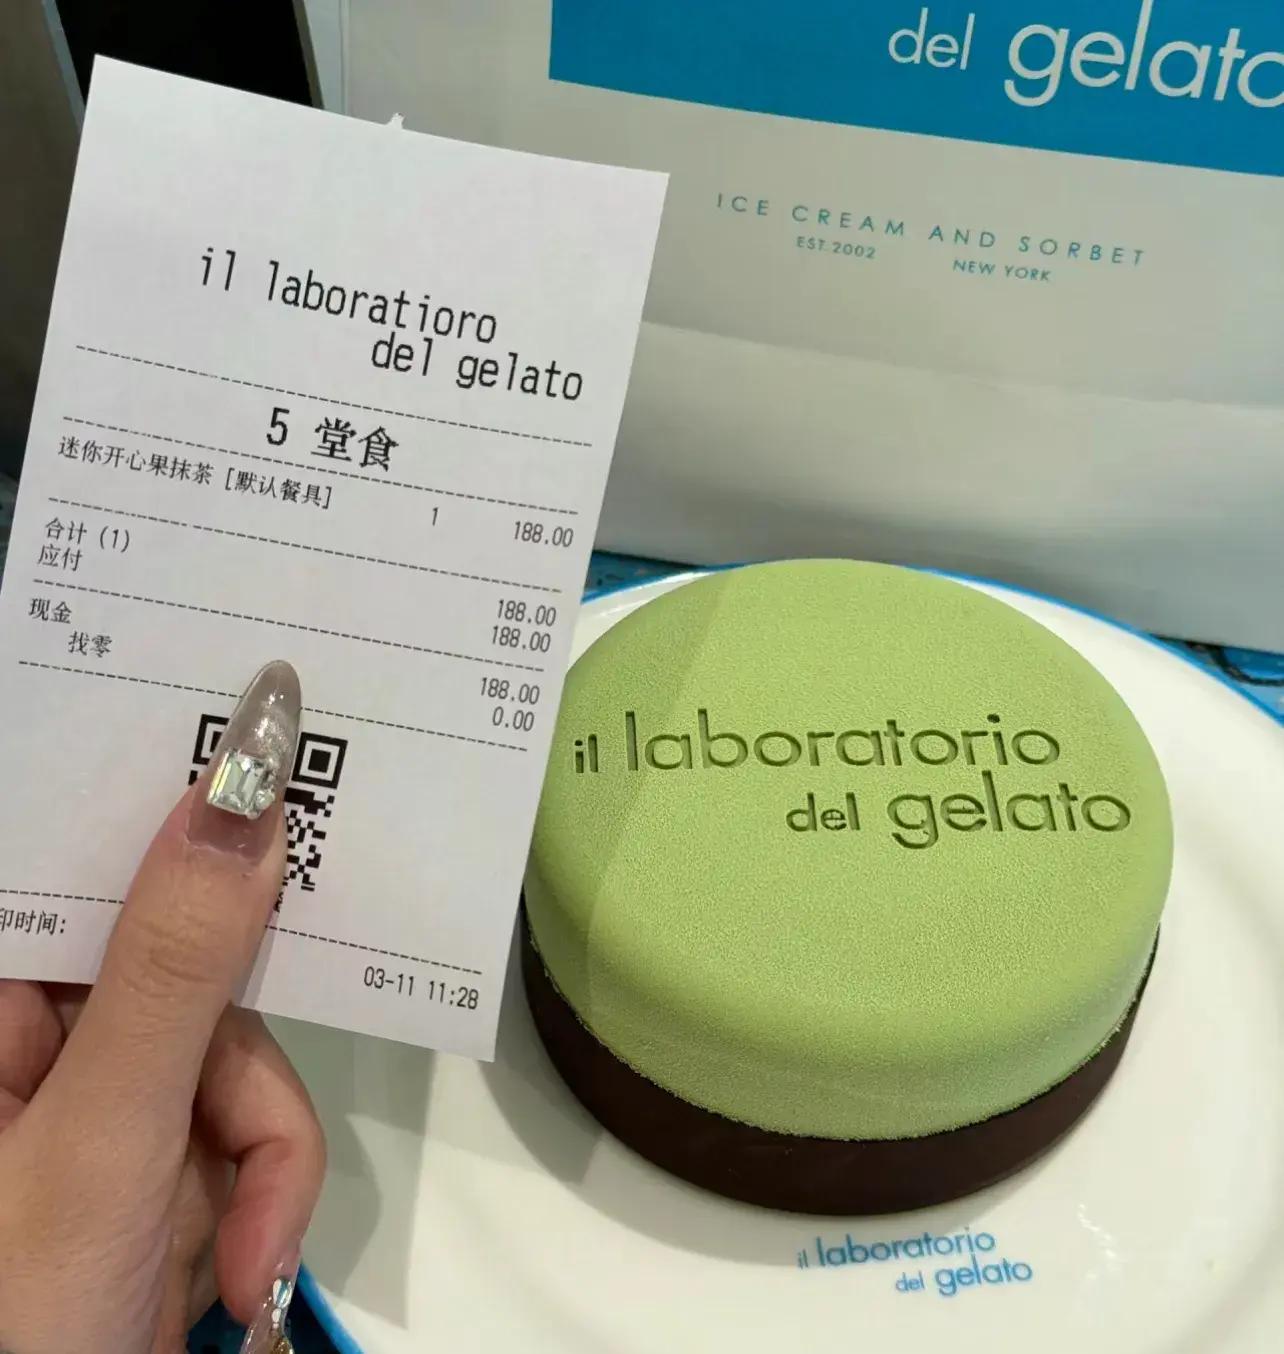 del gelato
ICE CREAM AND SORBET
EST.2002 NEW YORK
il laboratioro
del gelato
5 堂食
迷你开心果抹茶 [默认餐具] 1 188.00
合计 (1) 188.00
应付 188.00
现金 188.00
找零 0.00
印时间:
03-11 11:28
il laboratorio
del gelato
il laboratorio
del gelato